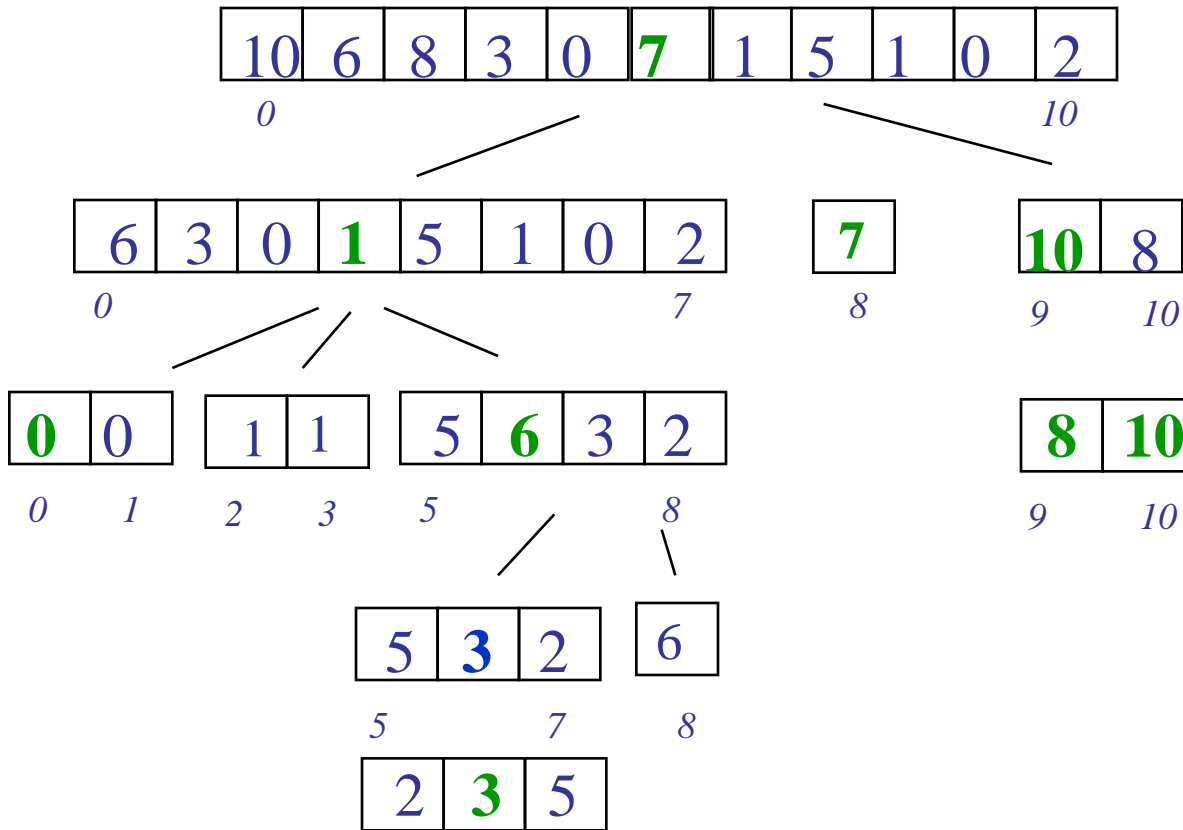 10 6 8 3 0 7 1 5 1 0 2
0 10
6 3 0 1 5 1 0 2 7 10 8
0 7 8 9 10
0 0 1 1 5 6 3 2 8 10
0 1 2 3 5 8 9 10
5 3 2 6
5 7 8
2 3 5